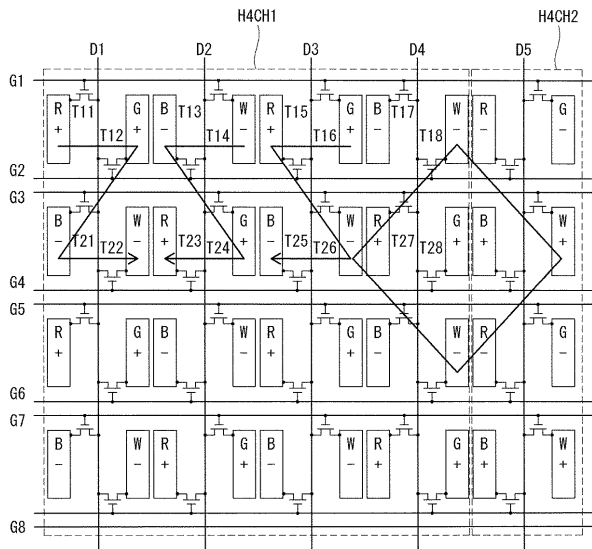 H4CH1 H4CH2
D1 D2 D3 D4 D5
G1
R + T11 G + B - T13 W - R + T15 G + B - T17 W - R - G -
T12 T14 T16 T18
G2
G3
B - T21 W - R + T23 G + B - T25 W - R + T27 G + B + W +
T22 T24 T26 T28
G4
G5
R + G + B - W - R + G + B - W - R - G -
G6
G7
B - W - R + G + B - W - R + G + B + W +
G8